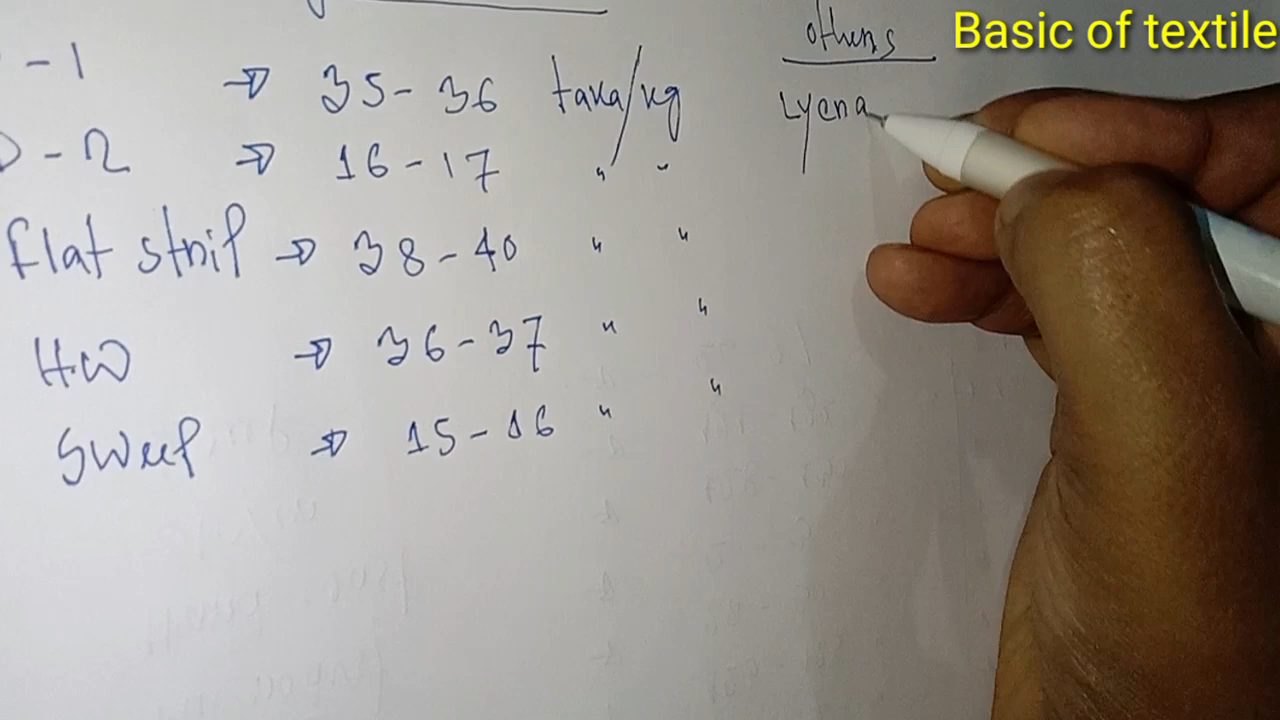 Basic of textile
others
- 1 → 35 - 36 taka/kg
D - 2 → 16 - 17 " "
Flat strip → 38 - 40 " "
H.W → 36 - 37 " "
Sweep → 15 - 16 " "
Lycra